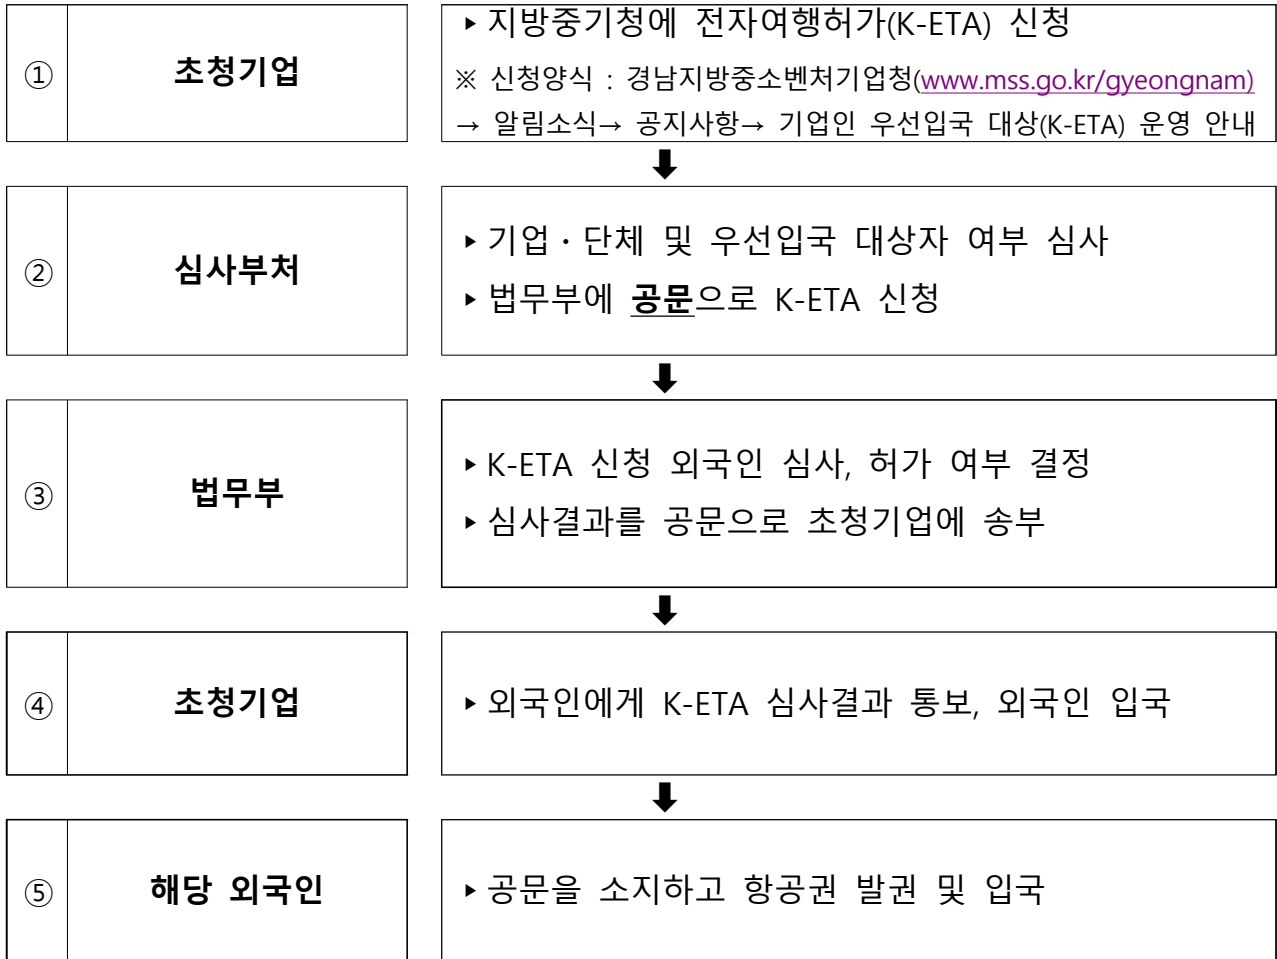 ① 초청기업
▸지방중기청에 전자여행허가(K-ETA) 신청
※ 신청양식 : 경남지방중소벤처기업청(www.mss.go.kr/gyeongnam)
→ 알림소식→ 공지사항→ 기업인 우선입국 대상(K-ETA) 운영 안내
⬇
② 심사부처
▸기업·단체 및 우선입국 대상자 여부 심사
▸법무부에 공문으로 K-ETA 신청
⬇
③ 법무부
▸K-ETA 신청 외국인 심사, 허가 여부 결정
▸심사결과를 공문으로 초청기업에 송부
⬇
④ 초청기업
▸외국인에게 K-ETA 심사결과 통보, 외국인 입국
⬇
⑤ 해당 외국인
▸공문을 소지하고 항공권 발권 및 입국